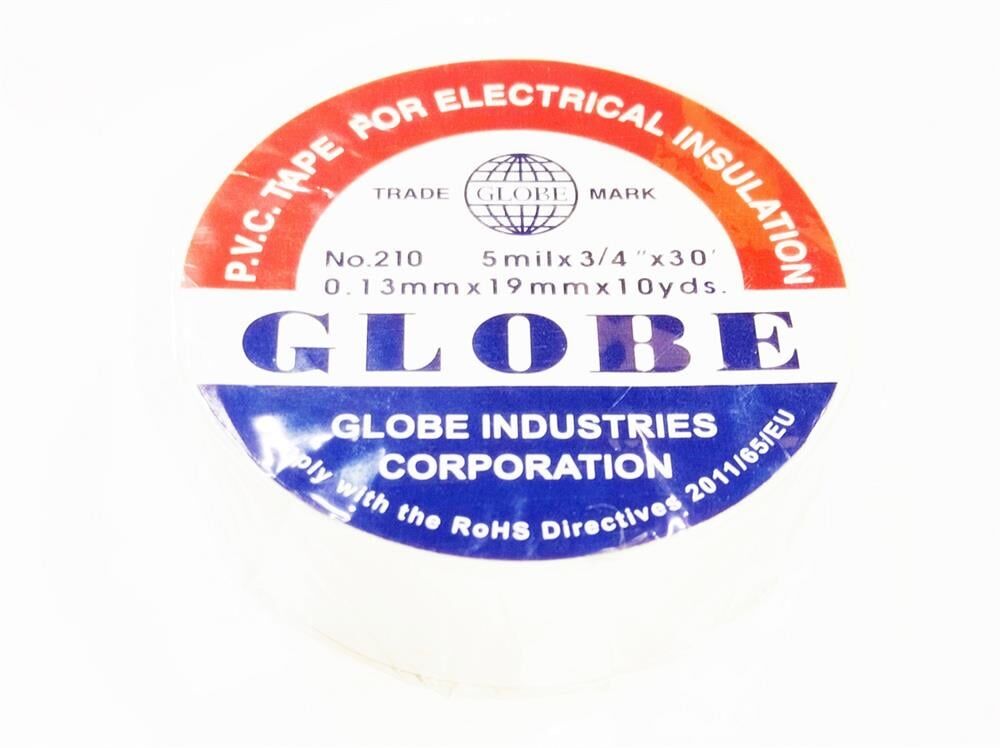 P.V.C. TAPE FOR ELECTRICAL INSULATION
TRADE GLOBE MARK
No.210 5milx3/4"x30'
0.13mmx19mmx10yds.
GLOBE
GLOBE INDUSTRIES
CORPORATION
with the RoHS Directives 2011/65/EU